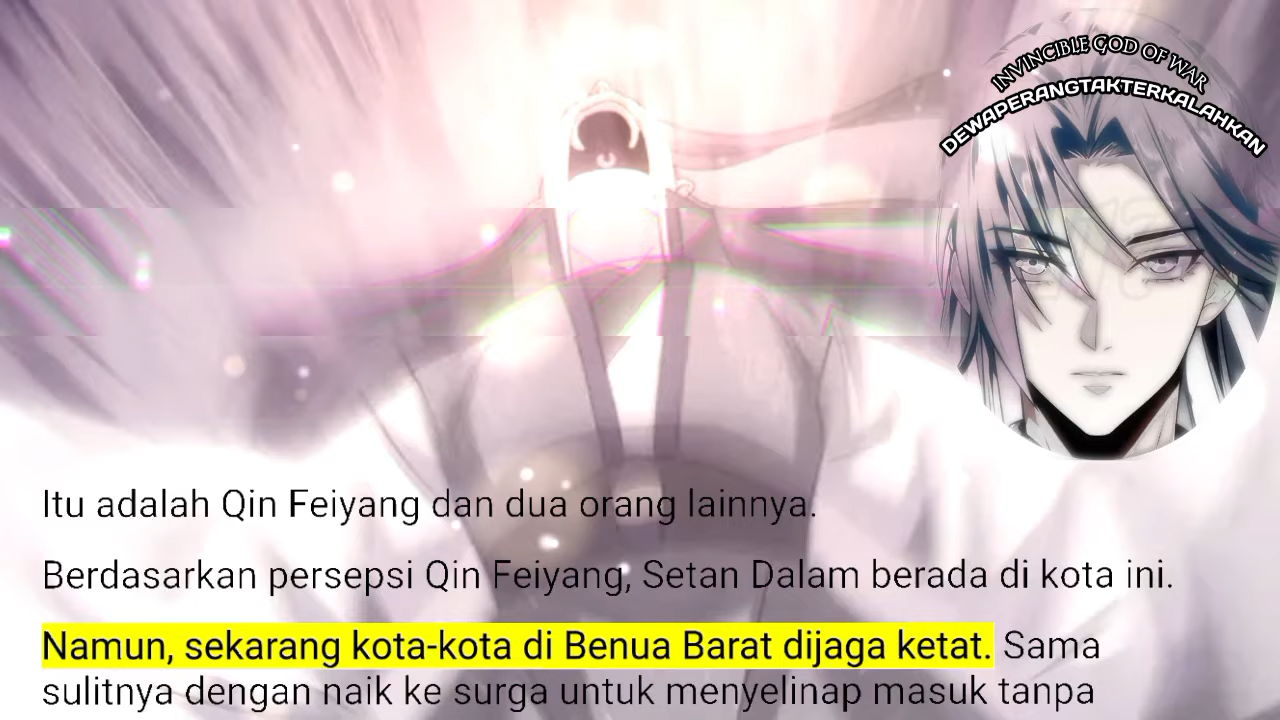 INVINCIBLE GOD OF WAR
DEWAPERANGTAKTERKALAHKAN
Itu adalah Qin Feiyang dan dua orang lainnya.
Berdasarkan persepsi Qin Feiyang, Setan Dalam berada di kota ini.
Namun, sekarang kota-kota di Benua Barat dijaga ketat. Sama
sulitnya dengan naik ke surga untuk menyelinap masuk tanpa